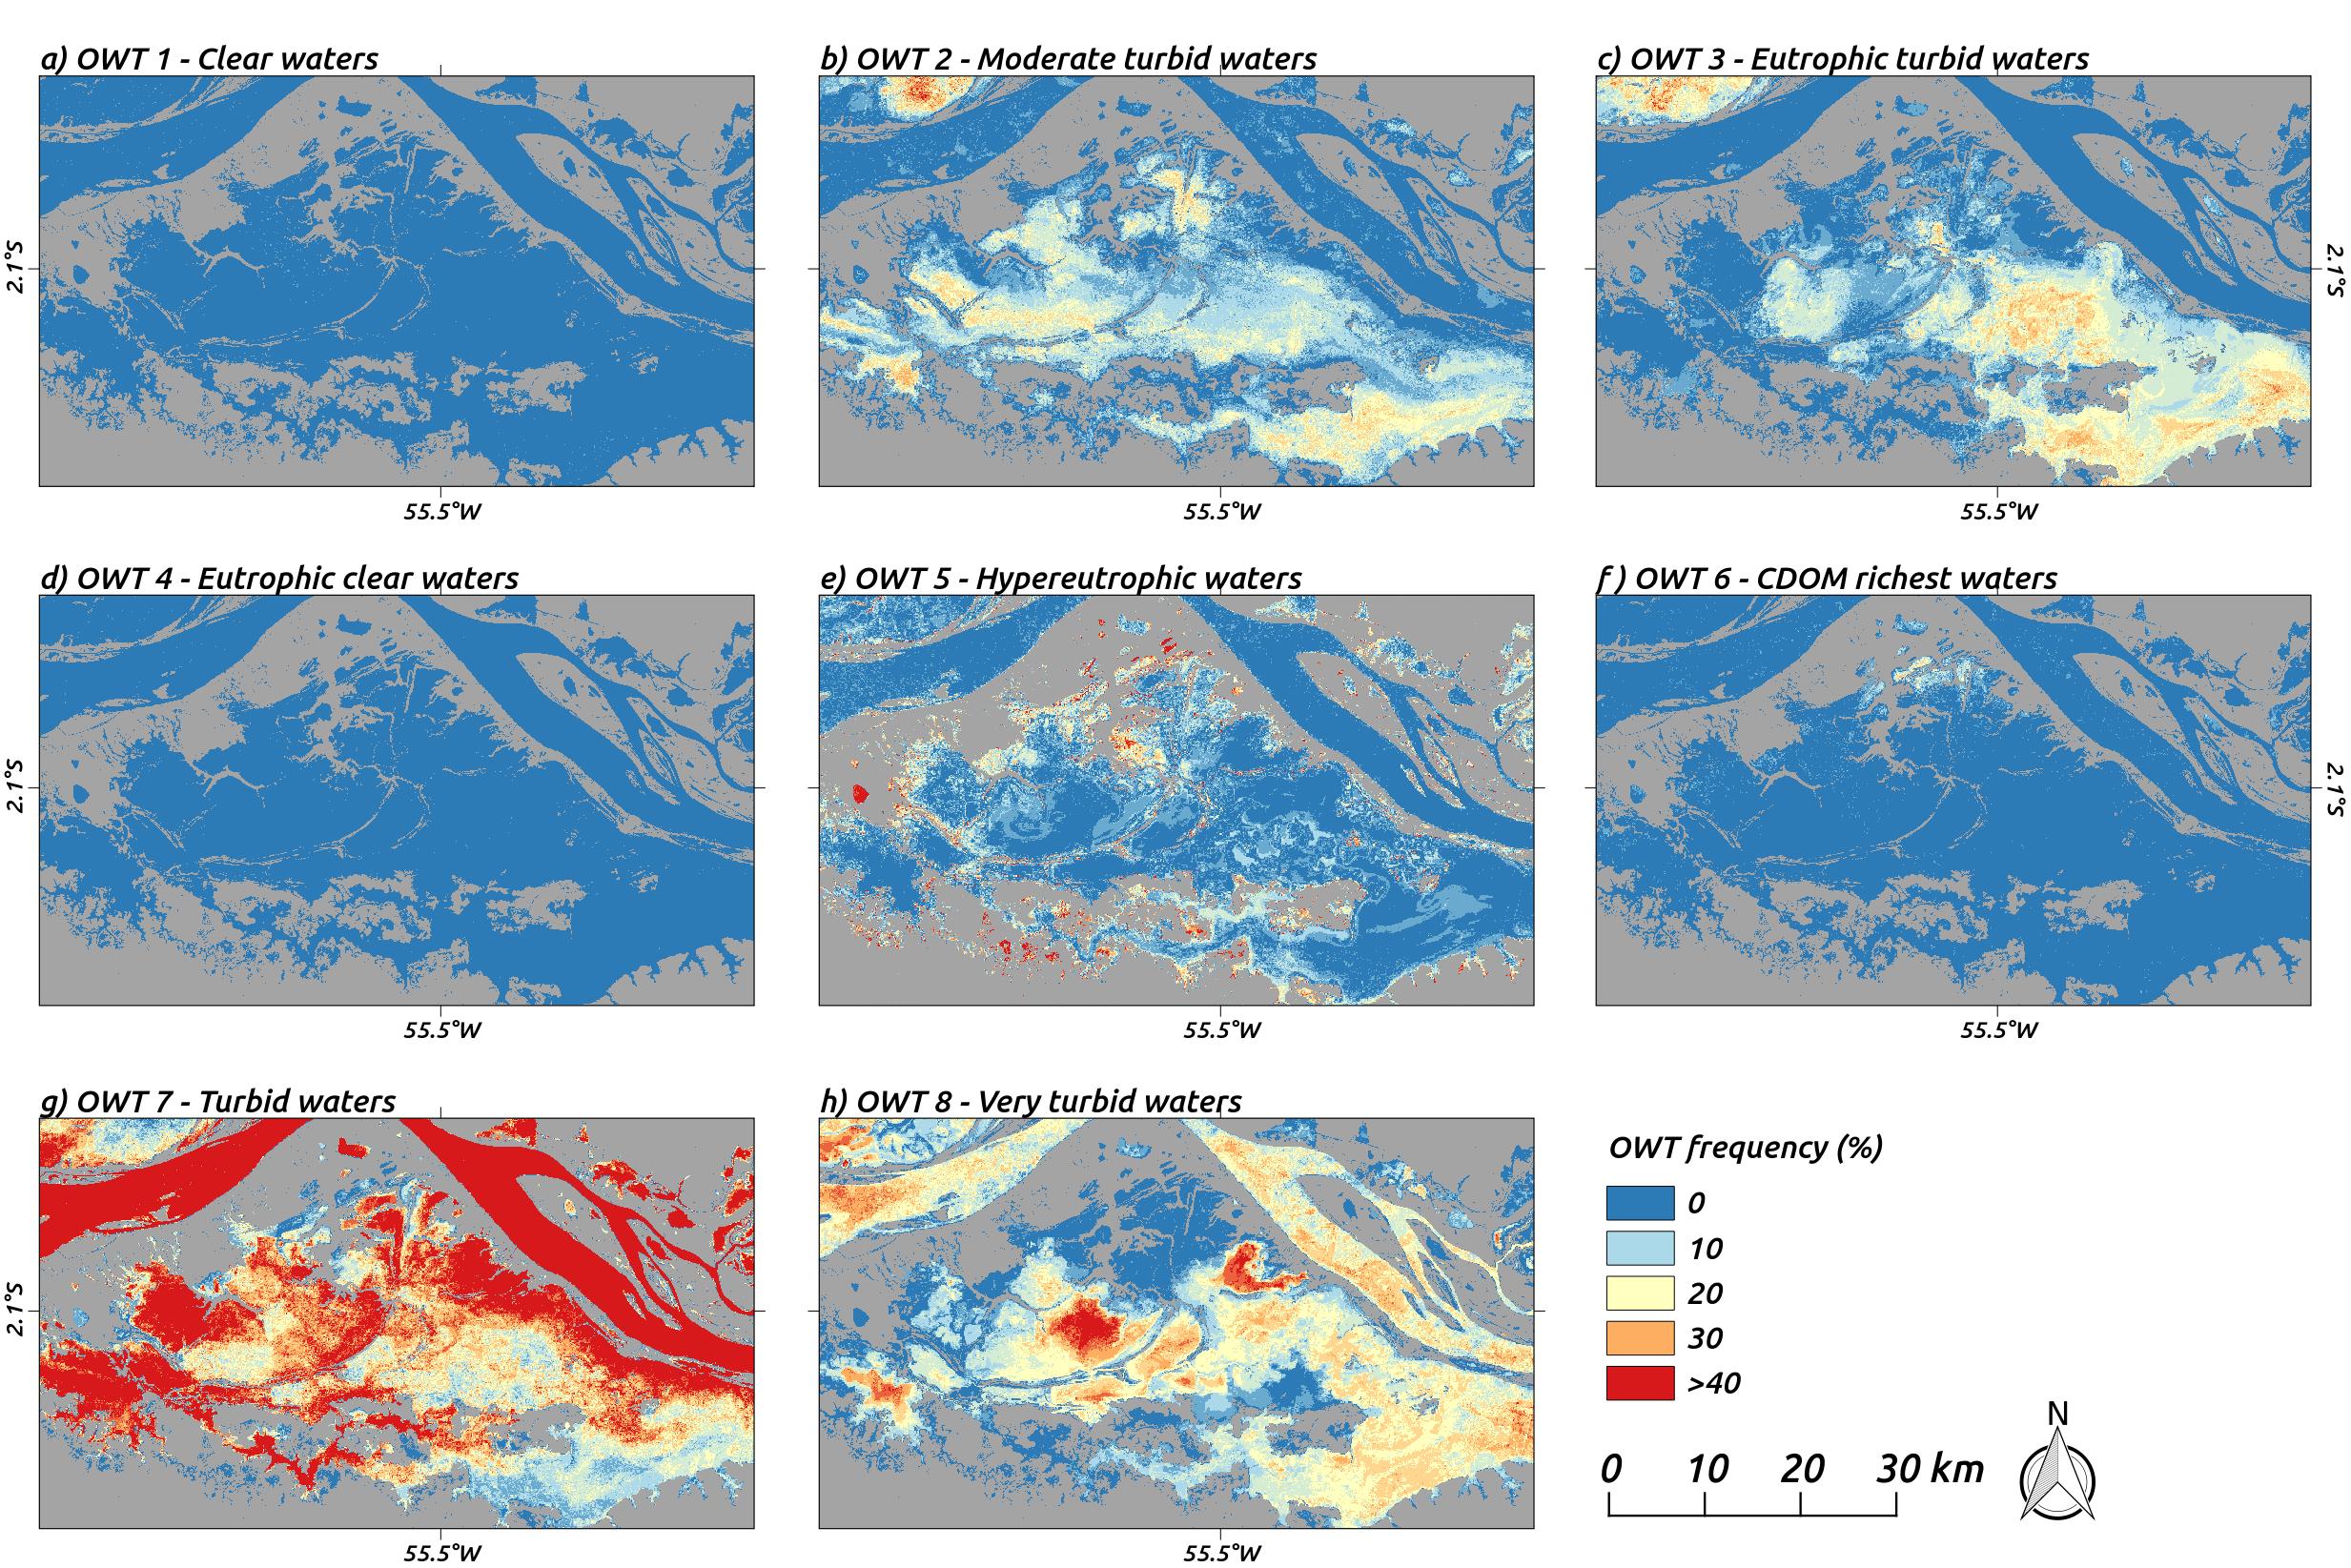 a) OWT 1 - Clear waters
b) OWT 2 - Moderate turbid waters
c) OWT 3 - Eutrophic turbid waters
2.1°S
2.1°S
55.5°W
55.5°W
55.5°W
d) OWT 4 - Eutrophic clear waters
e) OWT 5 - Hypereutrophic waters
f) OWT 6 - CDOM richest waters
2.1°S
2.1°S
55.5°W
55.5°W
55.5°W
g) OWT 7 - Turbid waters
h) OWT 8 - Very turbid waters
2.1°S
55.5°W
55.5°W
OWT frequency (%)
0
10
20
30
>40
0 10 20 30 km
N